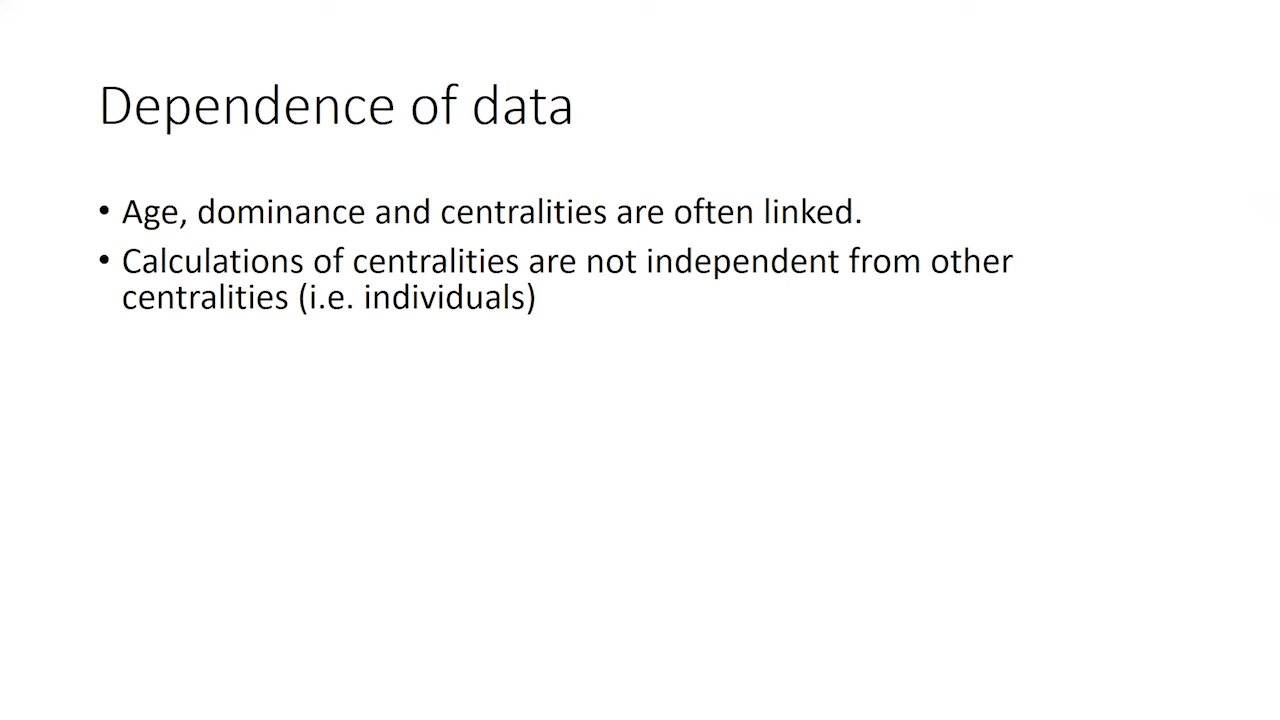 Dependence of data
• Age, dominance and centralities are often linked.
• Calculations of centralities are not independent from other
centralities (i.e. individuals)